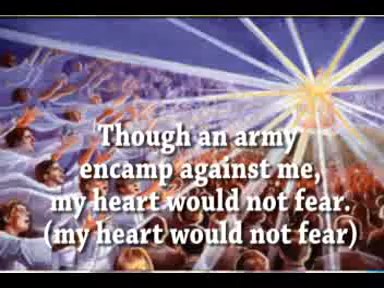 Though an army
encamp against me,
my heart would not fear.
(my heart would not fear)